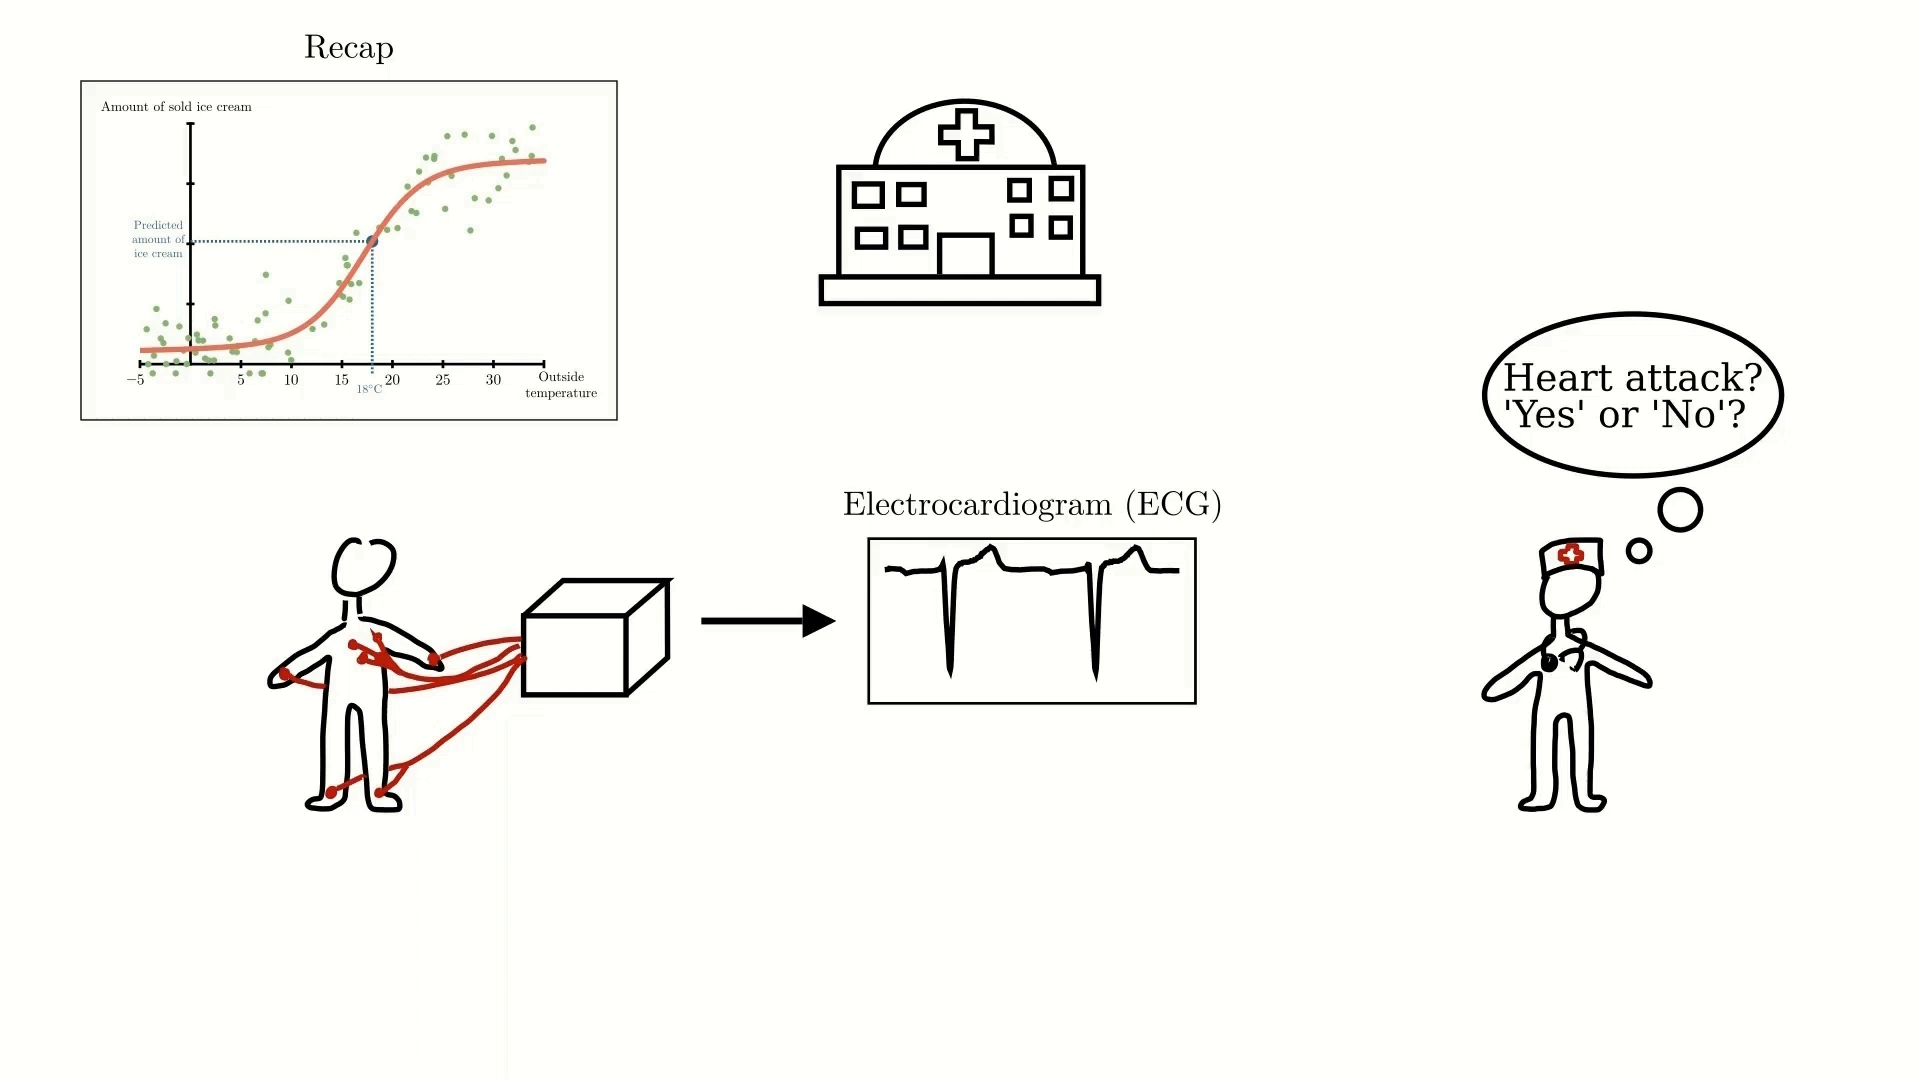 Recap
Amount of sold ice cream
Predicted
amount of
ice cream
−5
5
10
15
20
25
30
18°C
Outside
temperature
Heart attack?
'Yes' or 'No'?
Electrocardiogram (ECG)